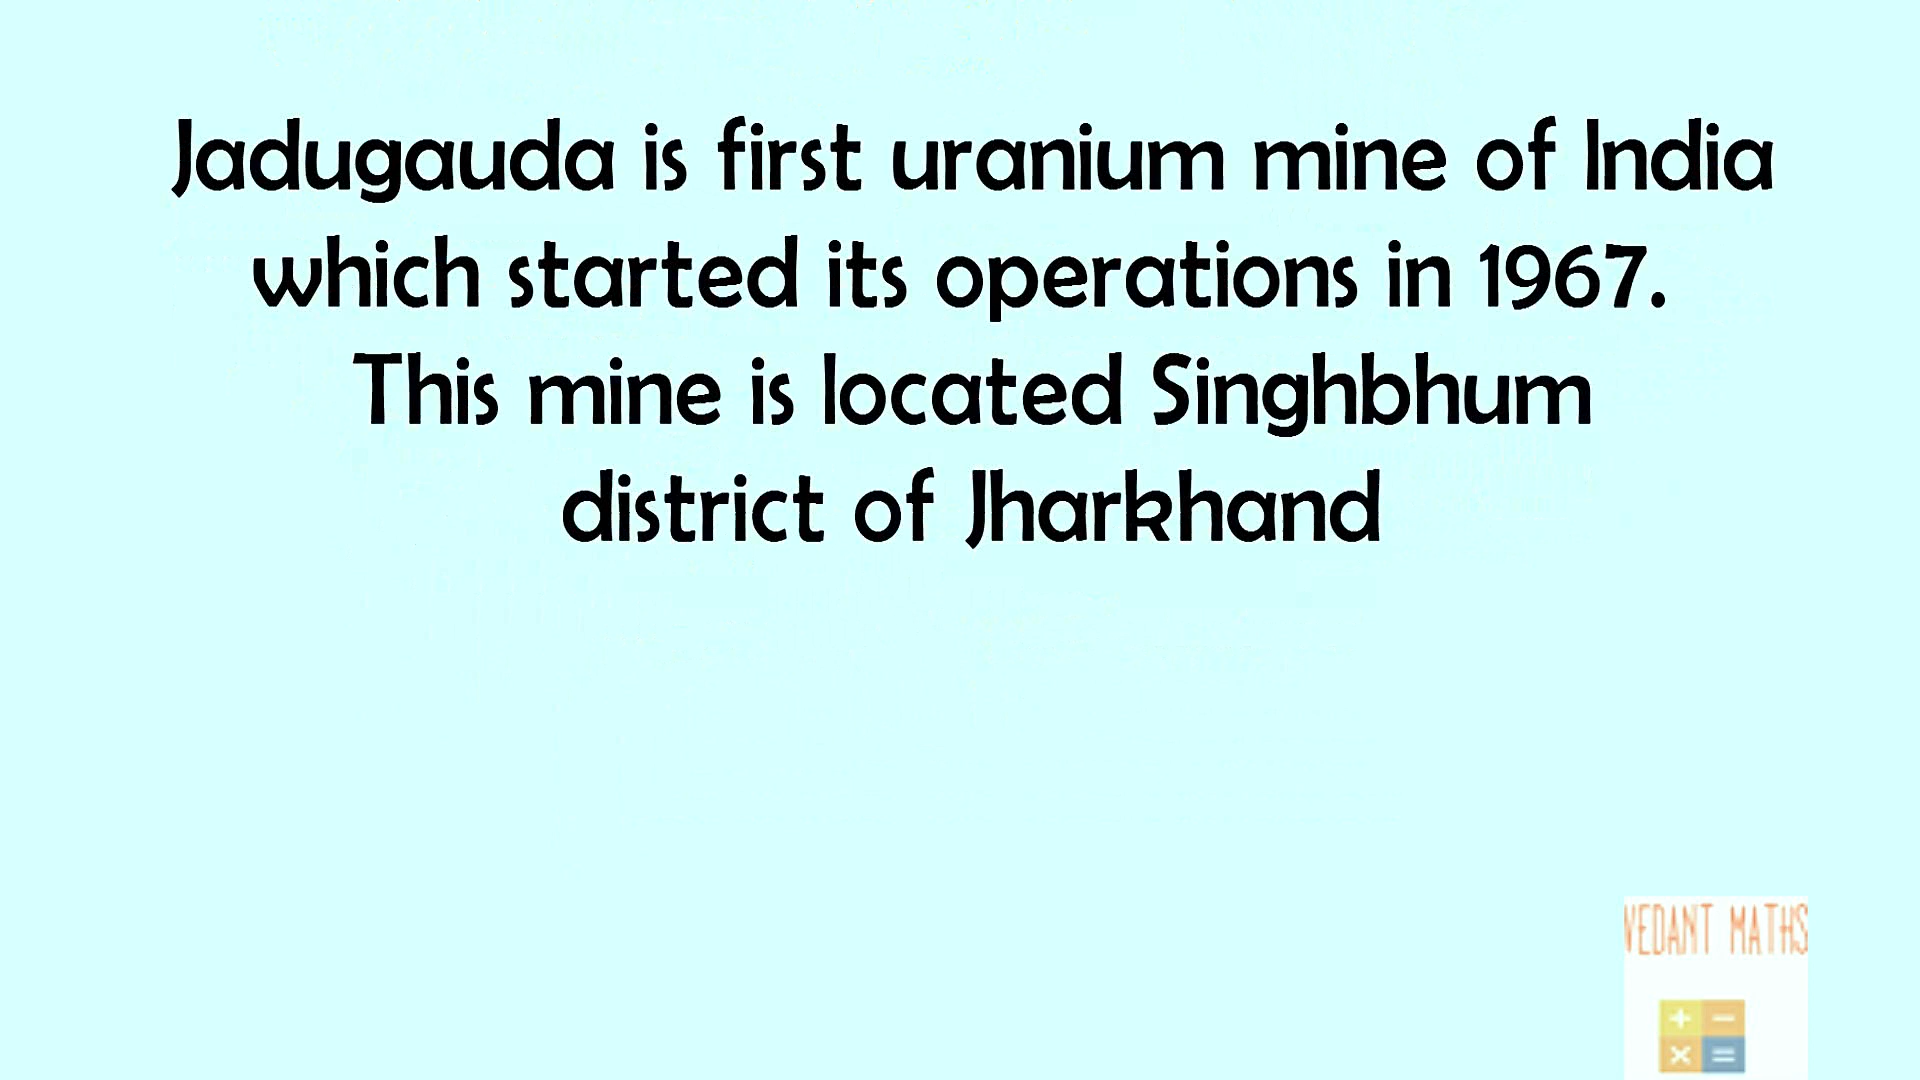 Jadugauda is first uranium mine of India
which started its operations in 1967.
This mine is located Singhbhum
district of Jharkhand
VEDANT MATHS
+ −
× =